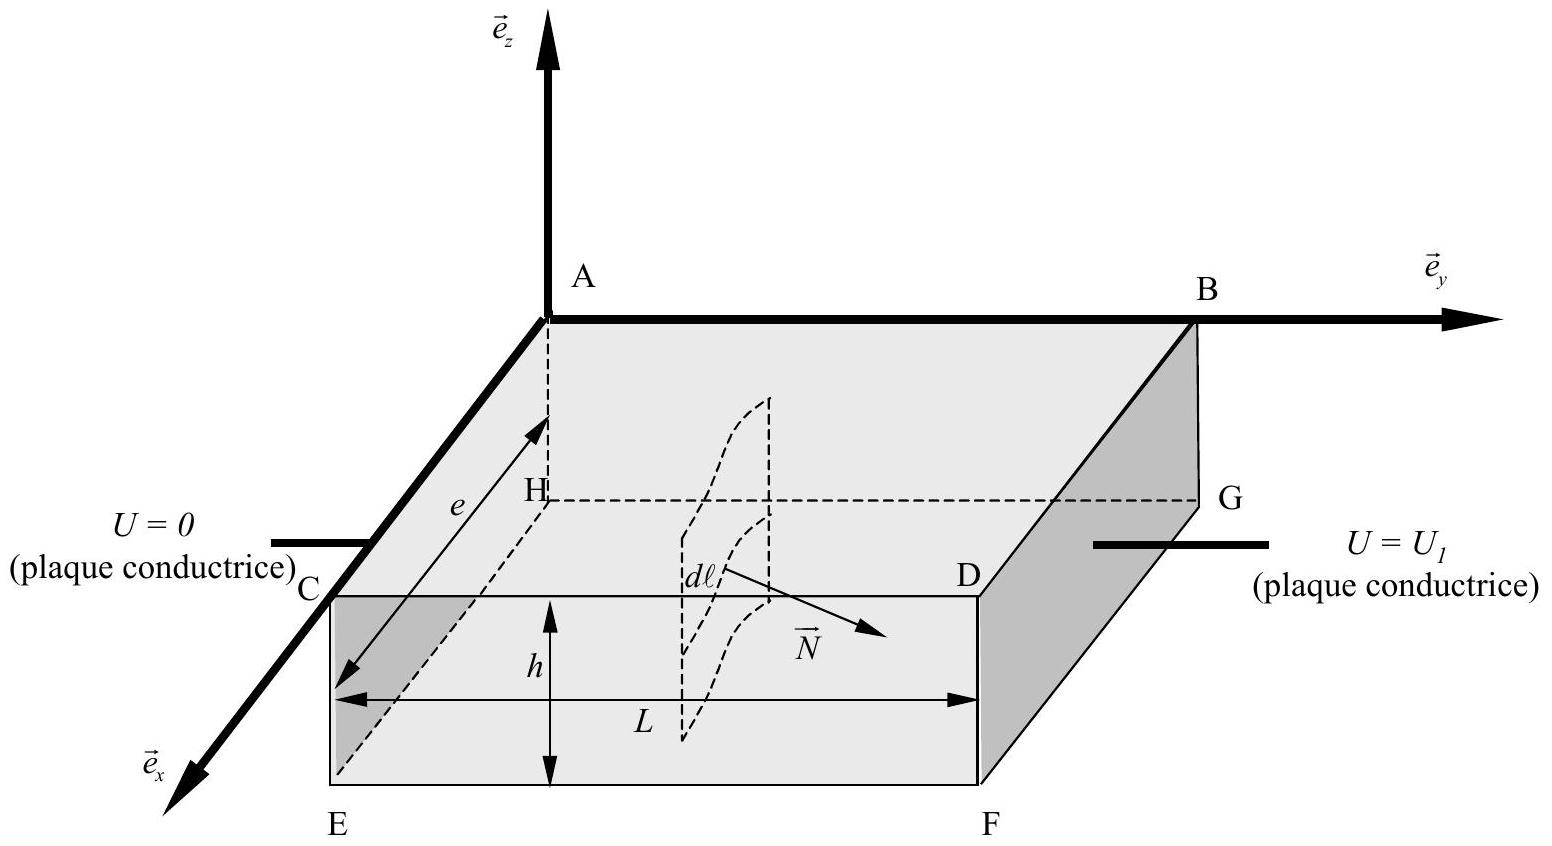 e⃗z
A
B
e⃗y
H
G
e
U = 0
(plaque conductrice)
U = U1
(plaque conductrice)
C
D
dℓ
N⃗
h
L
e⃗x
E
F